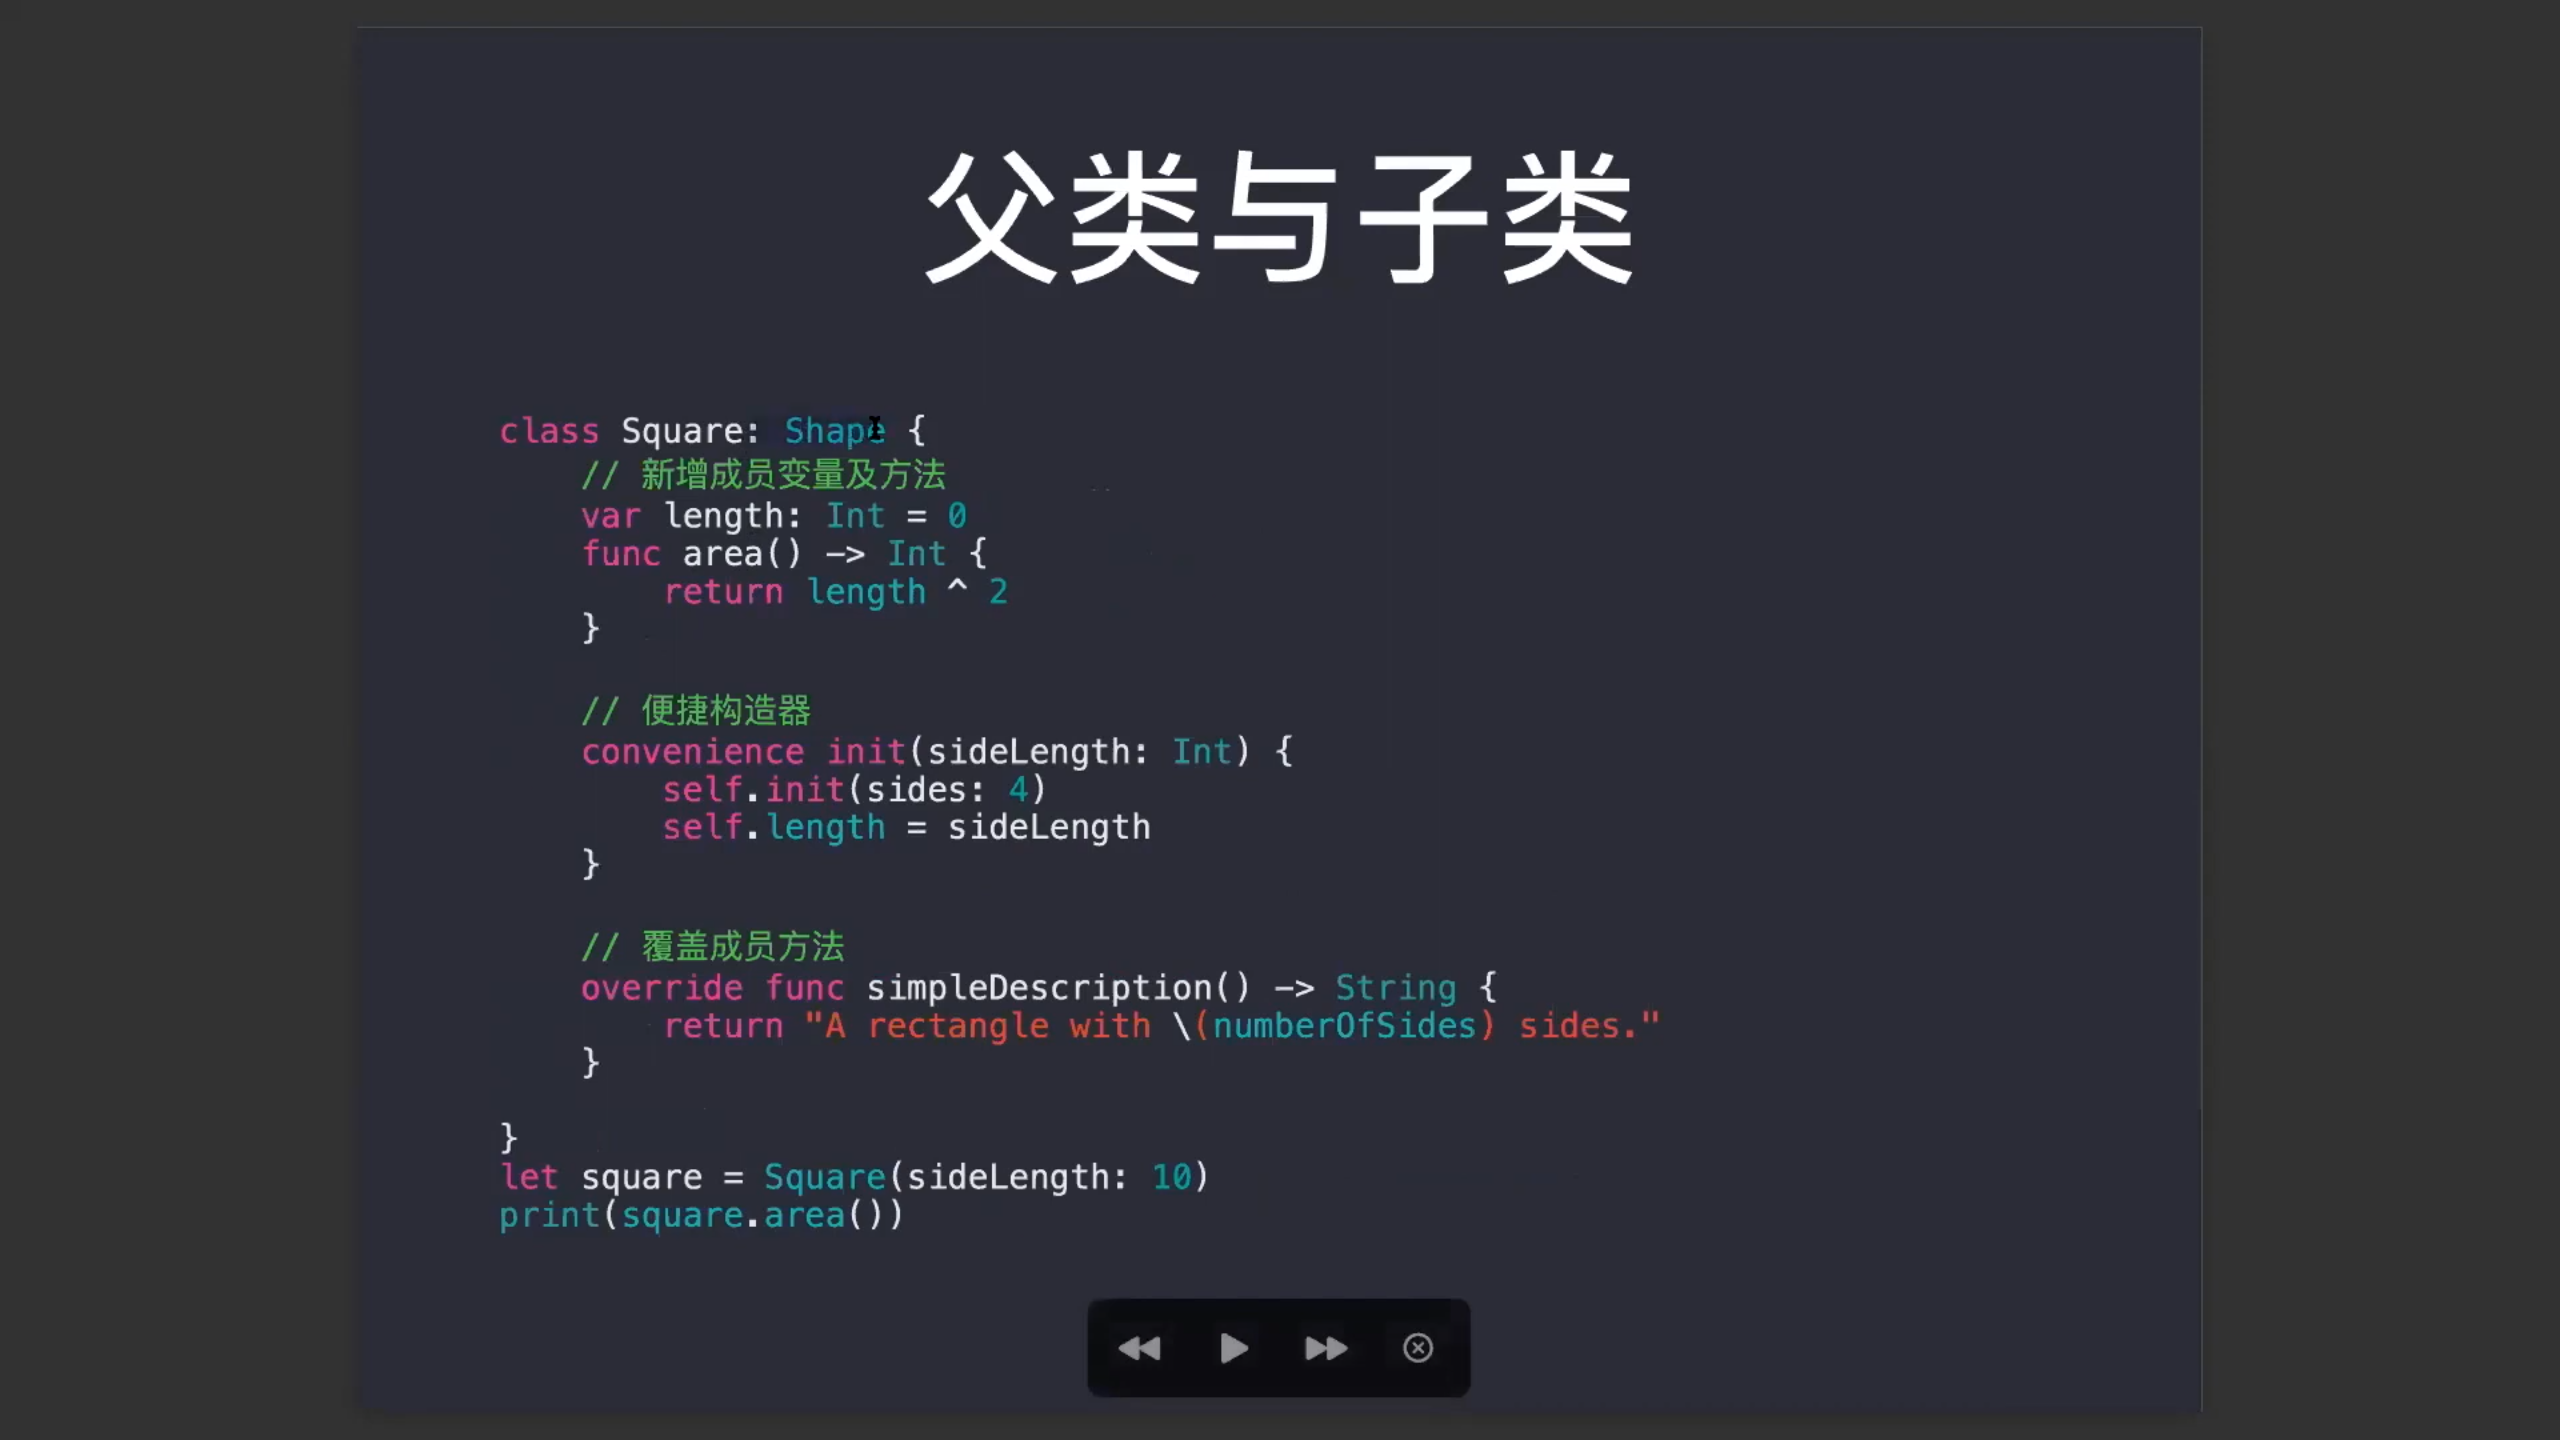 父类与子类
class Square: Shape {
// 新增成员变量及方法
var length: Int = 0
func area() -> Int {
return length ^ 2
}
// 便捷构造器
convenience init(sideLength: Int) {
self.init(sides: 4)
self.length = sideLength
}
// 覆盖成员方法
override func simpleDescription() -> String {
return "A rectangle with \(numberOfSides) sides."
}
}
let square = Square(sideLength: 10)
print(square.area())